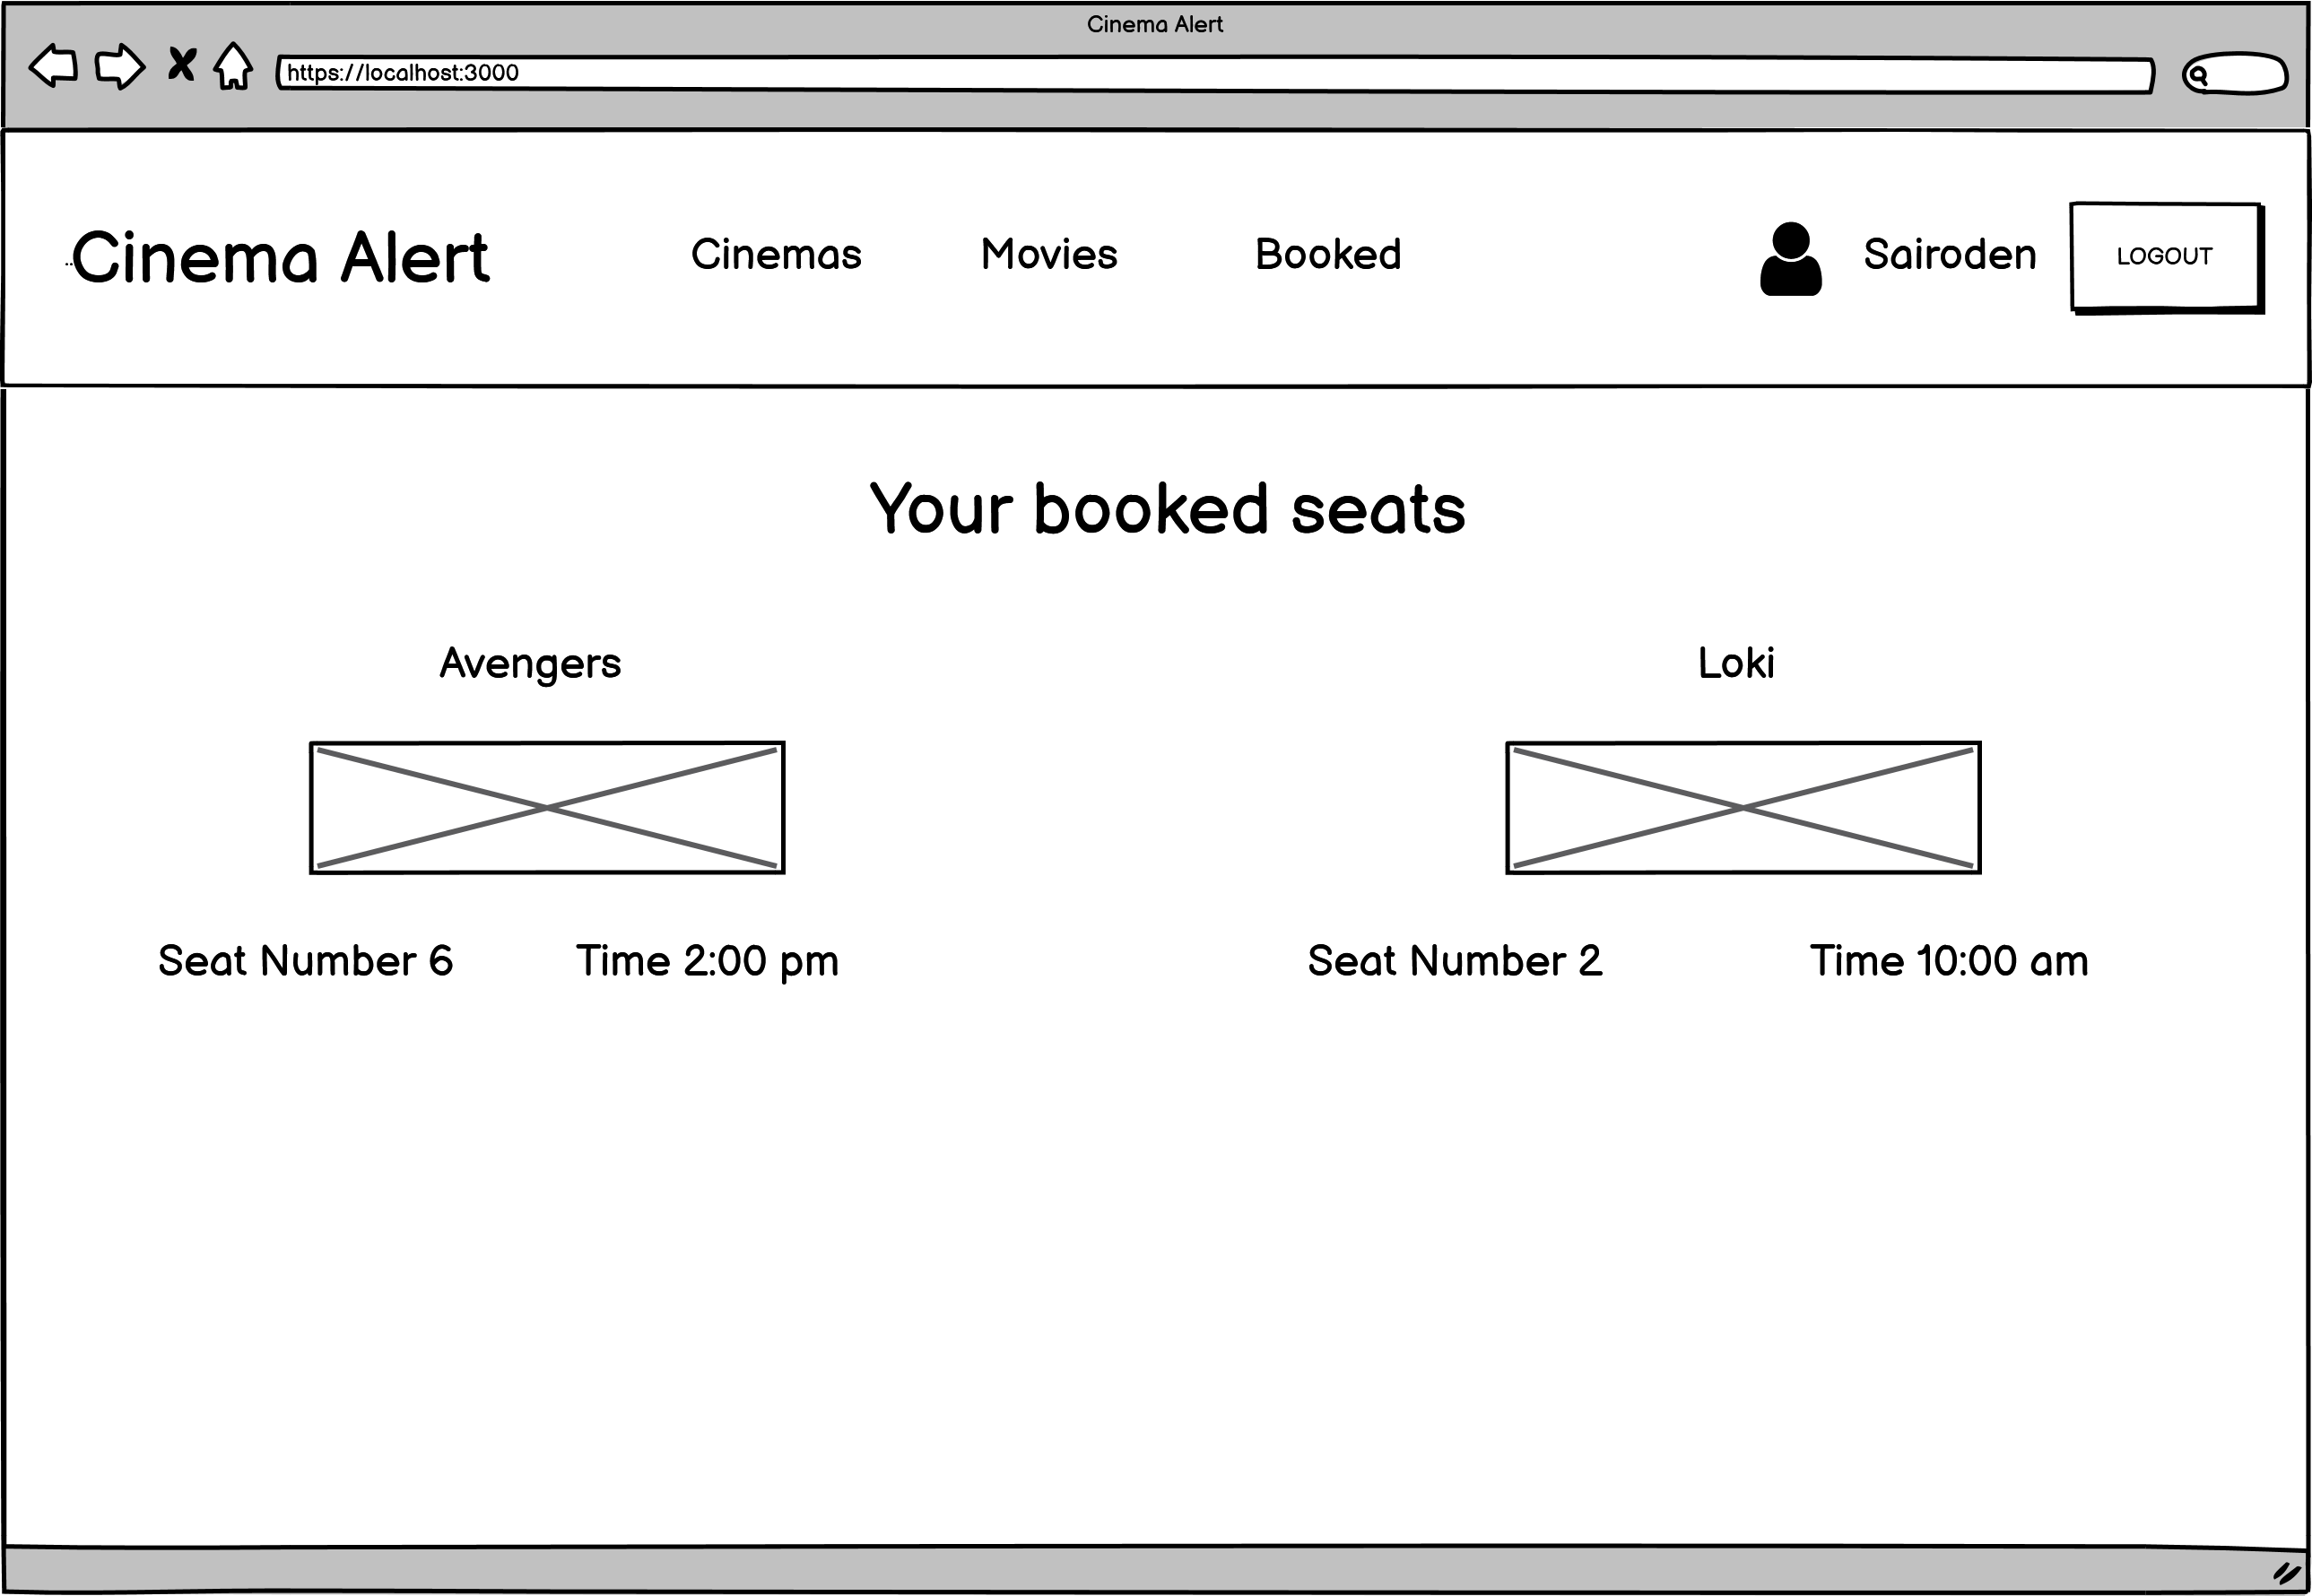 Cinema Alert
https://localhost:3000
Cinema Alert Cinemas Movies Booked Sairoden LOGOUT
Your booked seats
Avengers Loki
Seat Number 6 Time 2:00 pm Seat Number 2 Time 10:00 am